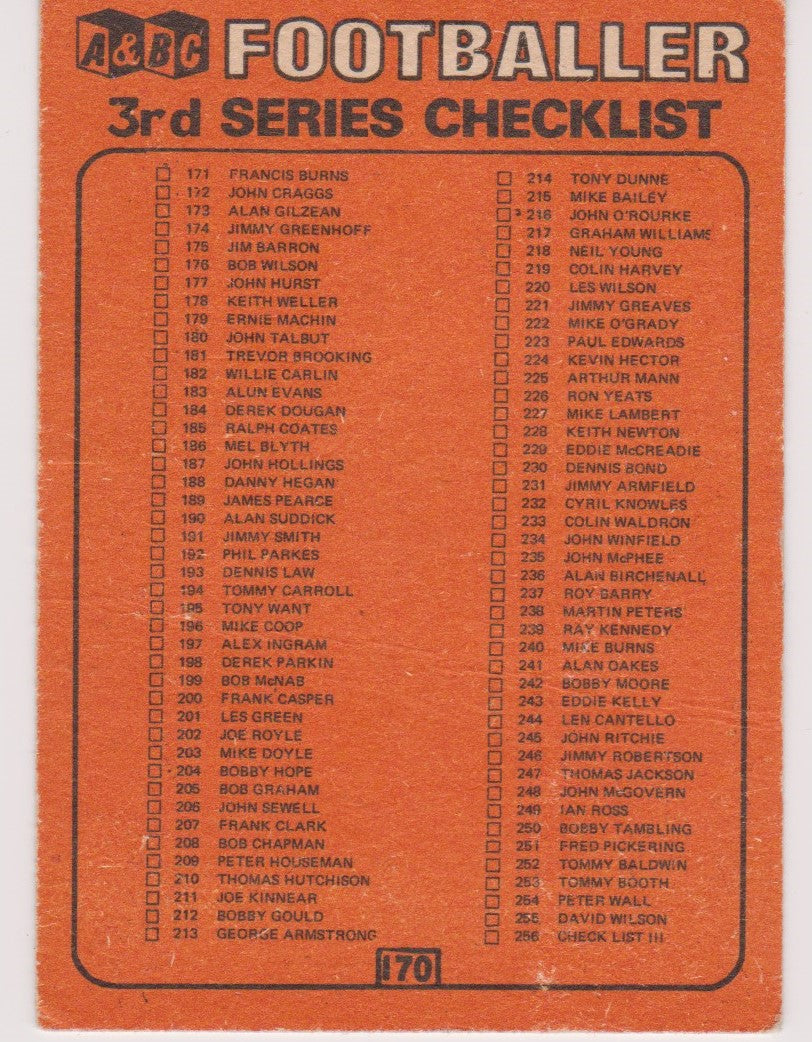 A&BC FOOTBALLER
3rd SERIES CHECKLIST
171 FRANCIS BURNS
172 JOHN CRAGGS
173 ALAN GILZEAN
174 JIMMY GREENHOFF
175 JIM BARRON
176 BOB WILSON
177 JOHN HURST
178 KEITH WELLER
179 ERNIE MACHIN
180 JOHN TALBUT
181 TREVOR BROOKING
182 WILLIE CARLIN
183 ALUN EVANS
184 DEREK DOUGAN
185 RALPH COATES
186 MEL BLYTH
187 JOHN HOLLINGS
188 DANNY HEGAN
189 JAMES PEARCE
190 ALAN SUDDICK
191 JIMMY SMITH
192 PHIL PARKES
193 DENNIS LAW
194 TOMMY CARROLL
195 TONY WANT
196 MIKE COOP
197 ALEX INGRAM
198 DEREK PARKIN
199 BOB McNAB
200 FRANK CASPER
201 LES GREEN
202 JOE ROYLE
203 MIKE DOYLE
204 BOBBY HOPE
205 BOB GRAHAM
206 JOHN SEWELL
207 FRANK CLARK
208 BOB CHAPMAN
209 PETER HOUSEMAN
210 THOMAS HUTCHISON
211 JOE KINNEAR
212 BOBBY GOULD
213 GEORGE ARMSTRONG
214 TONY DUNNE
215 MIKE BAILEY
216 JOHN O'ROURKE
217 GRAHAM WILLIAMS
218 NEIL YOUNG
219 COLIN HARVEY
220 LES WILSON
221 JIMMY GREAVES
222 MIKE O'GRADY
223 PAUL EDWARDS
224 KEVIN HECTOR
225 ARTHUR MANN
226 RON YEATS
227 MIKE LAMBERT
228 KEITH NEWTON
229 EDDIE McCREADIE
230 DENNIS BOND
231 JIMMY ARMFIELD
232 CYRIL KNOWLES
233 COLIN WALDRON
234 JOHN WINFIELD
235 JOHN McPHEE
236 ALAN BIRCHENALL
237 ROY BARRY
238 MARTIN PETERS
239 RAY KENNEDY
240 MIKE BURNS
241 ALAN OAKES
242 BOBBY MOORE
243 EDDIE KELLY
244 LEN CANTELLO
245 JOHN RITCHIE
246 JIMMY ROBERTSON
247 THOMAS JACKSON
248 JOHN McGOVERN
249 IAN ROSS
250 BOBBY TAMBLING
251 FRED PICKERING
252 TOMMY BALDWIN
253 TOMMY BOOTH
254 PETER WALL
255 DAVID WILSON
256 CHECK LIST III
170